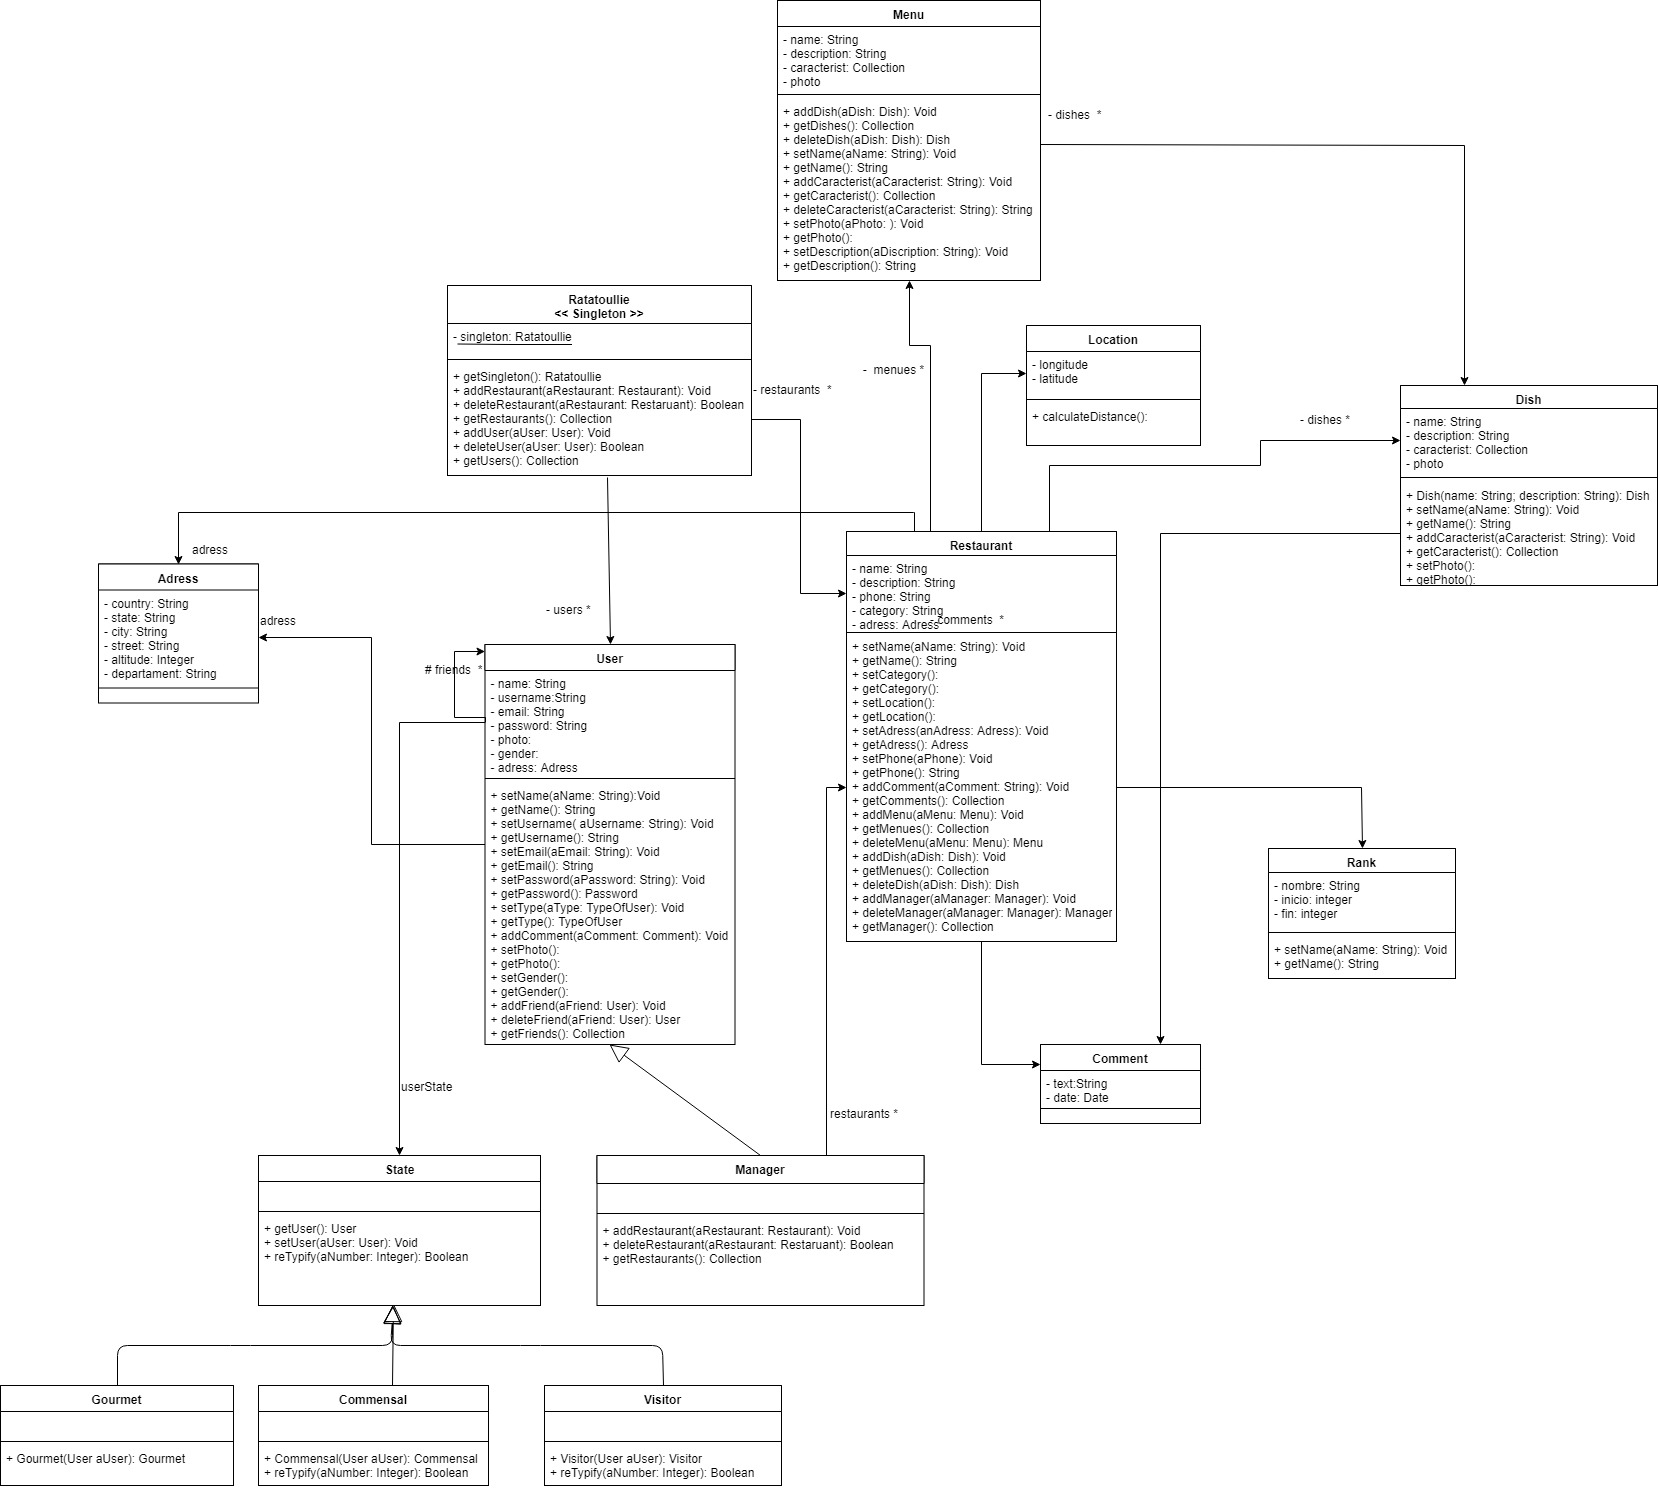 Menu
- name: String
- description: String
- caracterist: Collection
- photo
+ addDish(aDish: Dish): Void
+ getDishes(): Collection
+ deleteDish(aDish: Dish): Dish
+ setName(aName: String): Void
+ getName(): String
+ addCaracterist(aCaracterist: String): Void
+ getCaracterist(): Collection
+ deleteCaracterist(aCaracterist: String): String
+ setPhoto(aPhoto: ): Void
+ getPhoto():
+ setDescription(aDiscription: String): Void
+ getDescription(): String
- dishes *
Ratatoullie
<< Singleton >>
- singleton: Ratatoullie
+ getSingleton(): Ratatoullie
+ addRestaurant(aRestaurant: Restaurant): Void
+ deleteRestaurant(aRestaurant: Restaruant): Boolean
+ getRestaurants(): Collection
+ addUser(aUser: User): Void
+ deleteUser(aUser: User): Boolean
+ getUsers(): Collection
- restaurants *
- menues *
Location
- longitude
- latitude
+ calculateDistance():
- dishes *
Dish
- name: String
- description: String
- caracterist: Collection
- photo
+ Dish(name: String; description: String): Dish
+ setName(aName: String): Void
+ getName(): String
+ addCaracterist(aCaracterist: String): Void
+ getCaracterist(): Collection
+ setPhoto():
+ getPhoto():
adress
Adress
- country: String
- state: String
- city: String
- street: String
- altitude: Integer
- departament: String
adress
- users *
Restaurant
- name: String
- description: String
- phone: String
- category: String
- adress: Adress
- comments *
+ setName(aName: String): Void
+ getName(): String
+ setCategory():
+ getCategory():
+ setLocation():
+ getLocation():
+ setAdress(anAdress: Adress): Void
+ getAdress(): Adress
+ setPhone(aPhone): Void
+ getPhone(): String
+ addComment(aComment: String): Void
+ getComments(): Collection
+ addMenu(aMenu: Menu): Void
+ getMenues(): Collection
+ deleteMenu(aMenu: Menu): Menu
+ addDish(aDish: Dish): Void
+ getMenues(): Collection
+ deleteDish(aDish: Dish): Dish
+ addManager(aManager: Manager): Void
+ deleteManager(aManager: Manager): Manager
+ getManager(): Collection
# friends *
User
- name: String
- username:String
- email: String
- password: String
- photo:
- gender:
- adress: Adress
+ setName(aName: String):Void
+ getName(): String
+ setUsername( aUsername: String): Void
+ getUsername(): String
+ setEmail(aEmail: String): Void
+ getEmail(): String
+ setPassword(aPassword: String): Void
+ getPassword(): Password
+ setType(aType: TypeOfUser): Void
+ getType(): TypeOfUser
+ addComment(aComment: Comment): Void
+ setPhoto():
+ getPhoto():
+ setGender():
+ getGender():
+ addFriend(aFriend: User): Void
+ deleteFriend(aFriend: User): User
+ getFriends(): Collection
Rank
- nombre: String
- inicio: integer
- fin: integer
+ setName(aName: String): Void
+ getName(): String
Comment
- text:String
- date: Date
userState
restaurants *
State
+ getUser(): User
+ setUser(aUser: User): Void
+ reTypify(aNumber: Integer): Boolean
Manager
+ addRestaurant(aRestaurant: Restaurant): Void
+ deleteRestaurant(aRestaurant: Restaruant): Boolean
+ getRestaurants(): Collection
Gourmet
+ Gourmet(User aUser): Gourmet
Commensal
+ Commensal(User aUser): Commensal
+ reTypify(aNumber: Integer): Boolean
Visitor
+ Visitor(User aUser): Visitor
+ reTypify(aNumber: Integer): Boolean